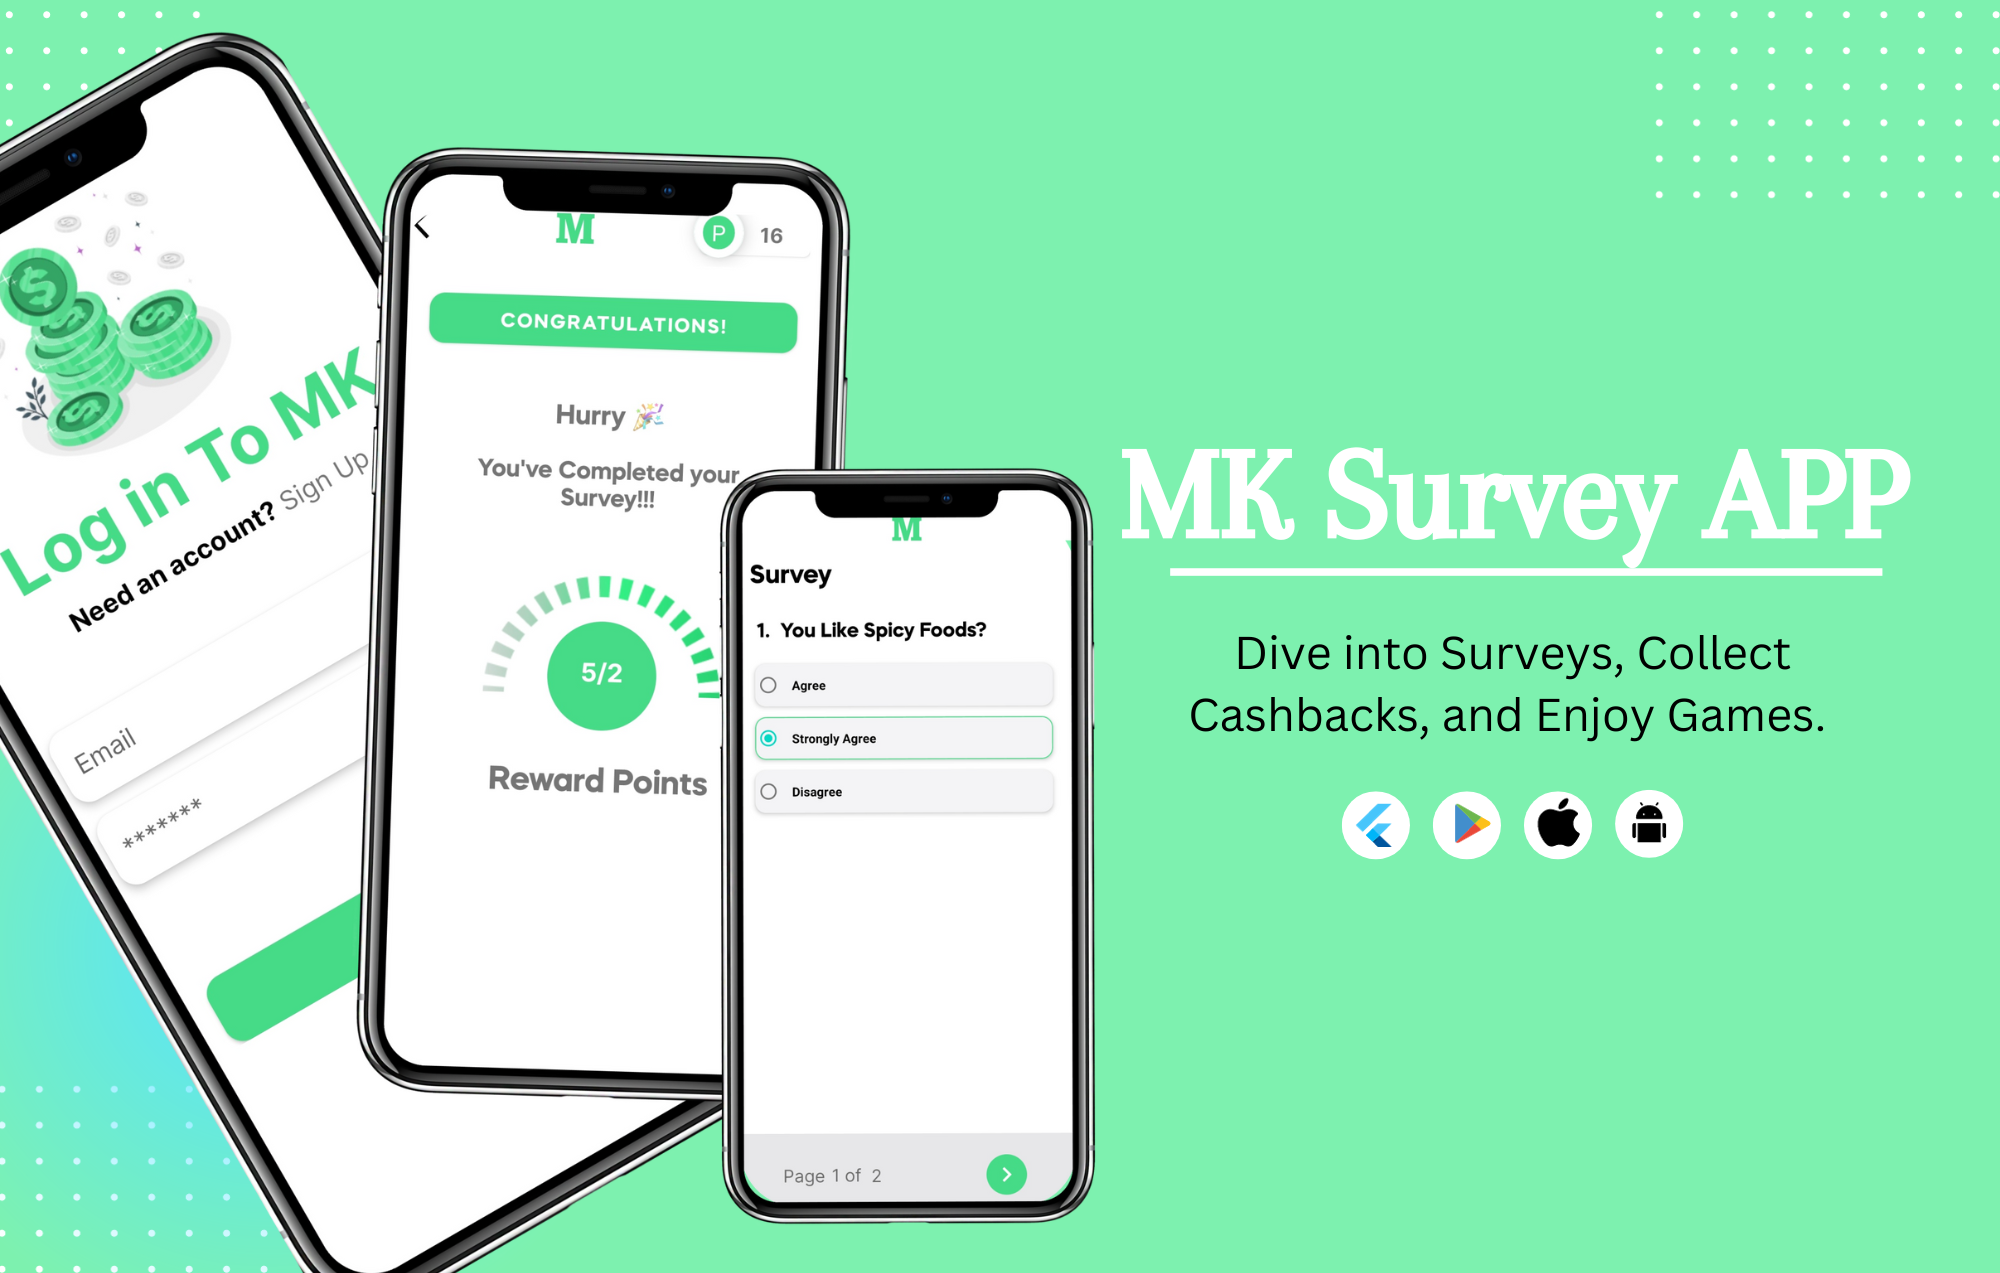 Log in To MK
Need an account? Sign Up
Email
*******
M
P 16
CONGRATULATIONS!
Hurry 🎉
You've Completed your
Survey!!!
5/2
Reward Points
M
Survey
1. You Like Spicy Foods?
Agree
Strongly Agree
Disagree
Page 1 of 2
MK Survey APP
Dive into Surveys, Collect
Cashbacks, and Enjoy Games.